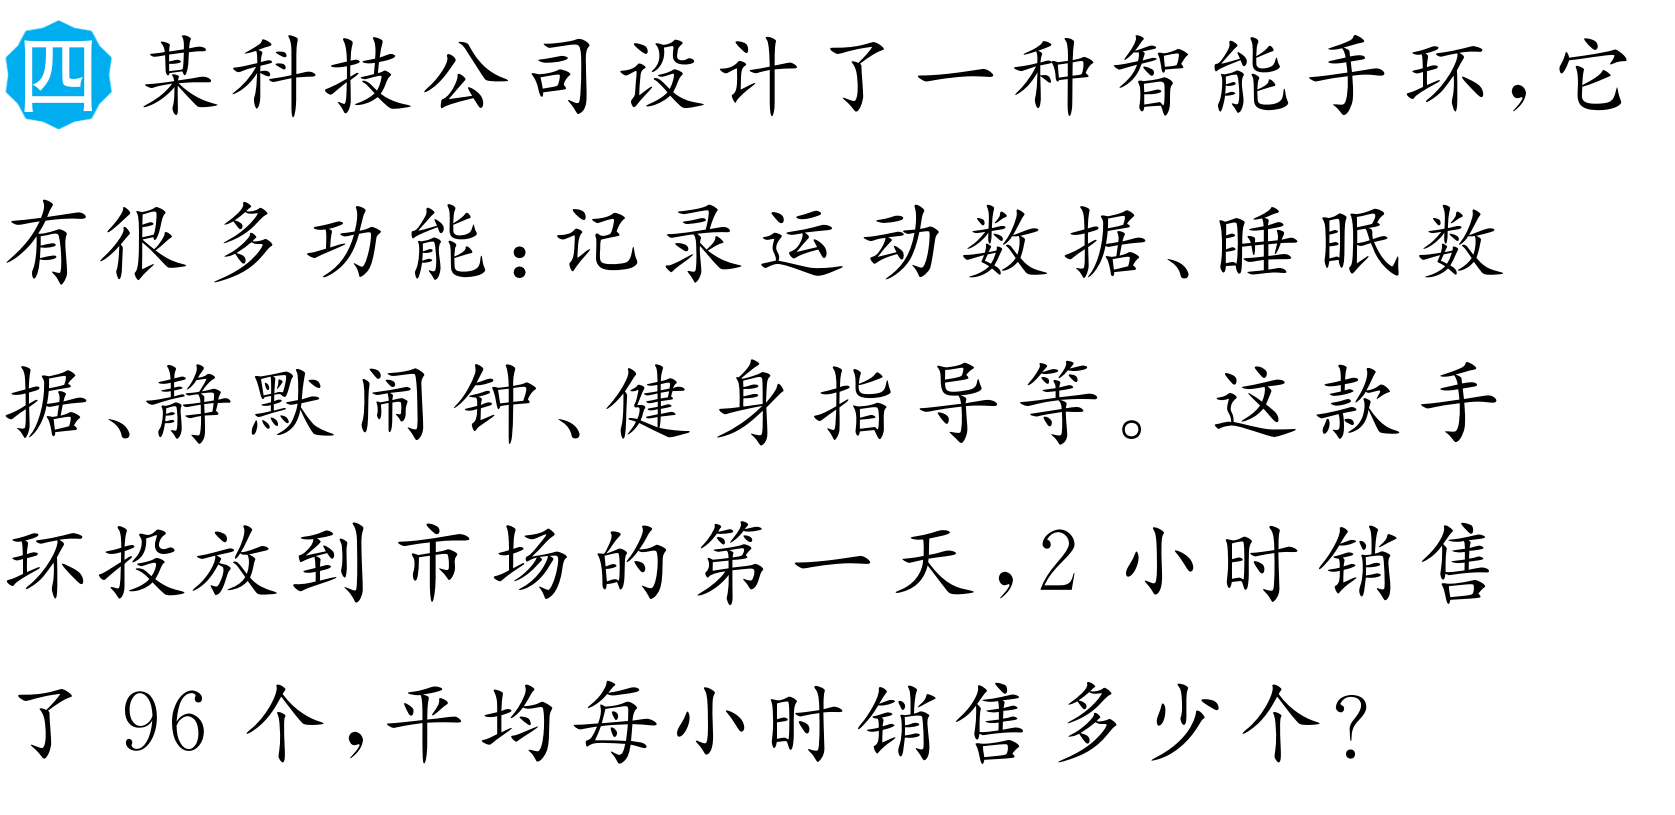 四 某科技公司设计了一种智能手环,它
有很多功能:记录运动数据、睡眠数
据、静默闹钟、健身指导等。这款手
环投放到市场的第一天,2 小时销售
了 96 个,平均每小时销售多少个?